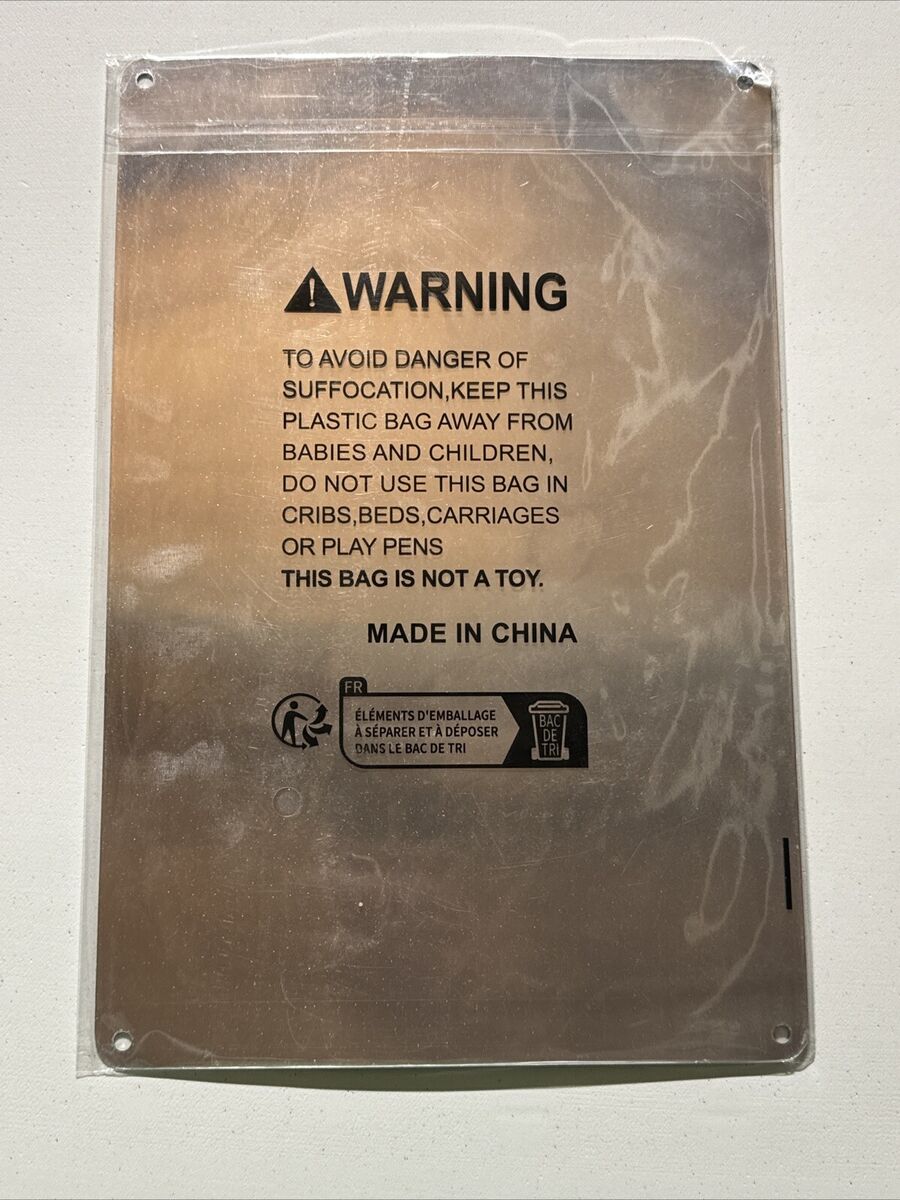 WARNING
TO AVOID DANGER OF
SUFFOCATION,KEEP THIS
PLASTIC BAG AWAY FROM
BABIES AND CHILDREN,
DO NOT USE THIS BAG IN
CRIBS,BEDS,CARRIAGES
OR PLAY PENS
THIS BAG IS NOT A TOY.
MADE IN CHINA
FR
ÉLÉMENTS D'EMBALLAGE
À SÉPARER ET À DÉPOSER
DANS LE BAC DE TRI
BAC
DE
TRI